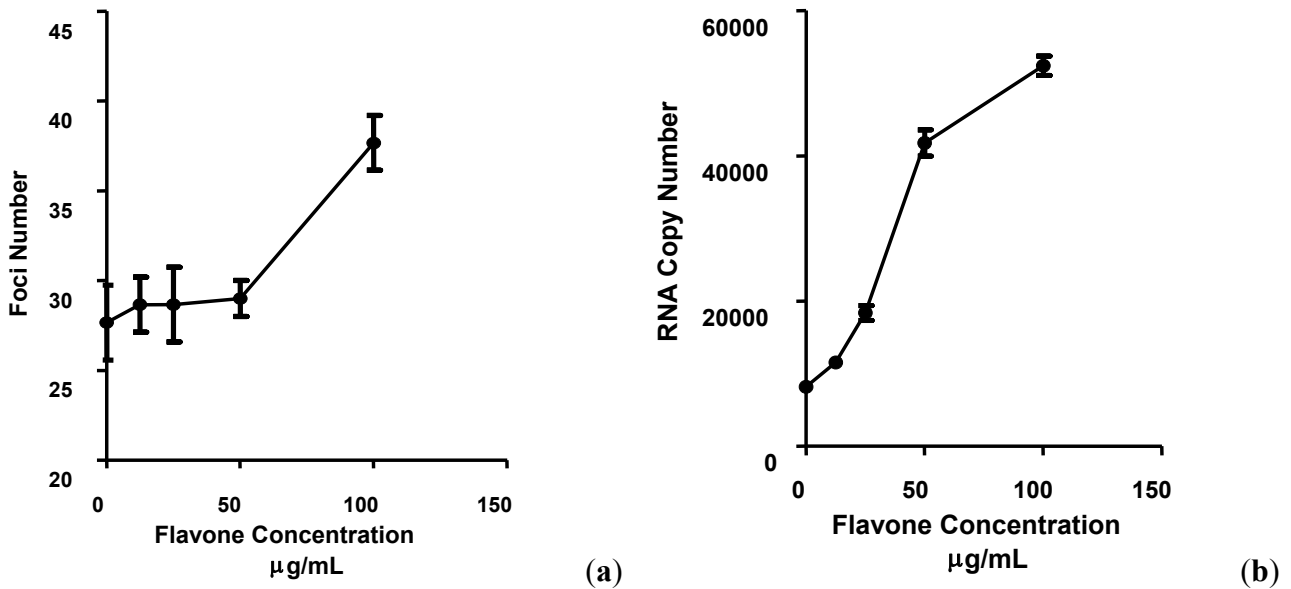 45
40
35
30
25
20
Foci Number
0 50 100 150
Flavone Concentration
μg/mL
(a)
60000
40000
20000
0
RNA Copy Number
0 50 100 150
Flavone Concentration
μg/mL
(b)